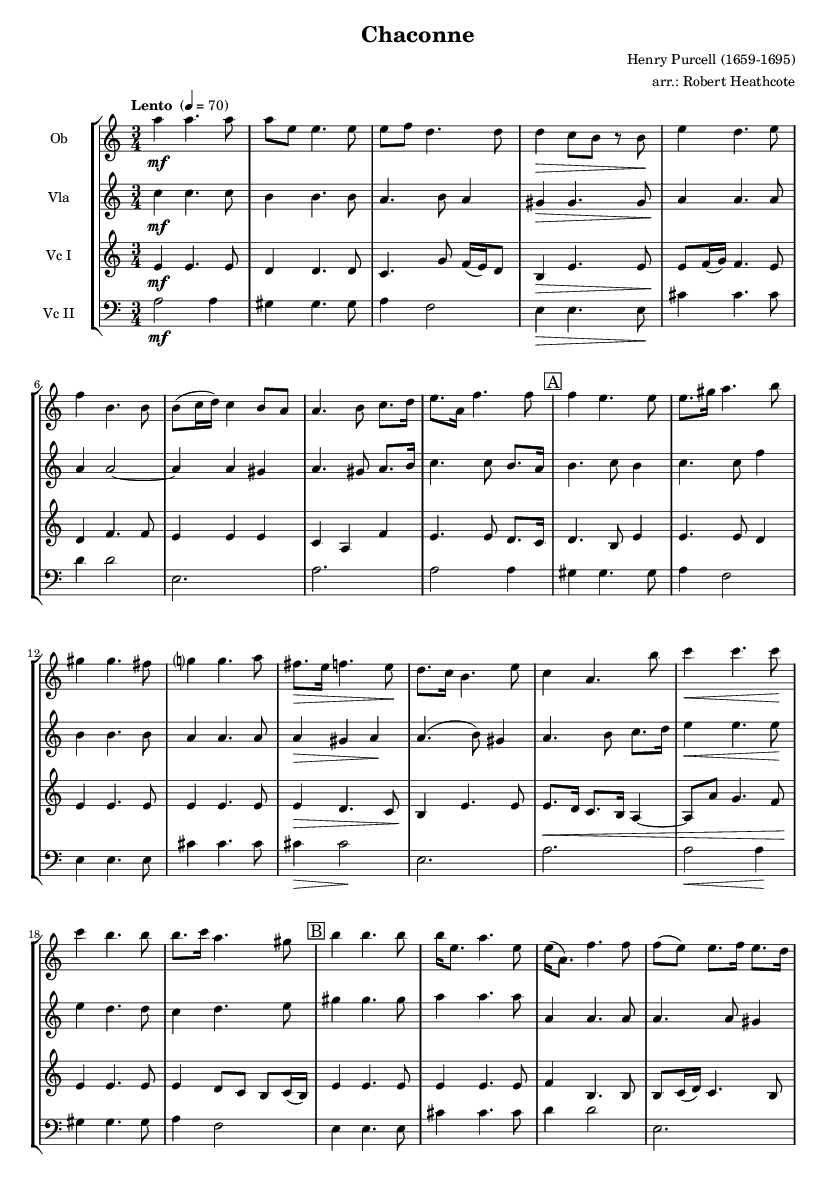 Chaconne
Henry Purcell (1659-1695)
arr.: Robert Heathcote
Lento (♩ = 70)
Ob
mf
Vla
mf
Vc I
mf
Vc II
mf
6
A
12
18
B